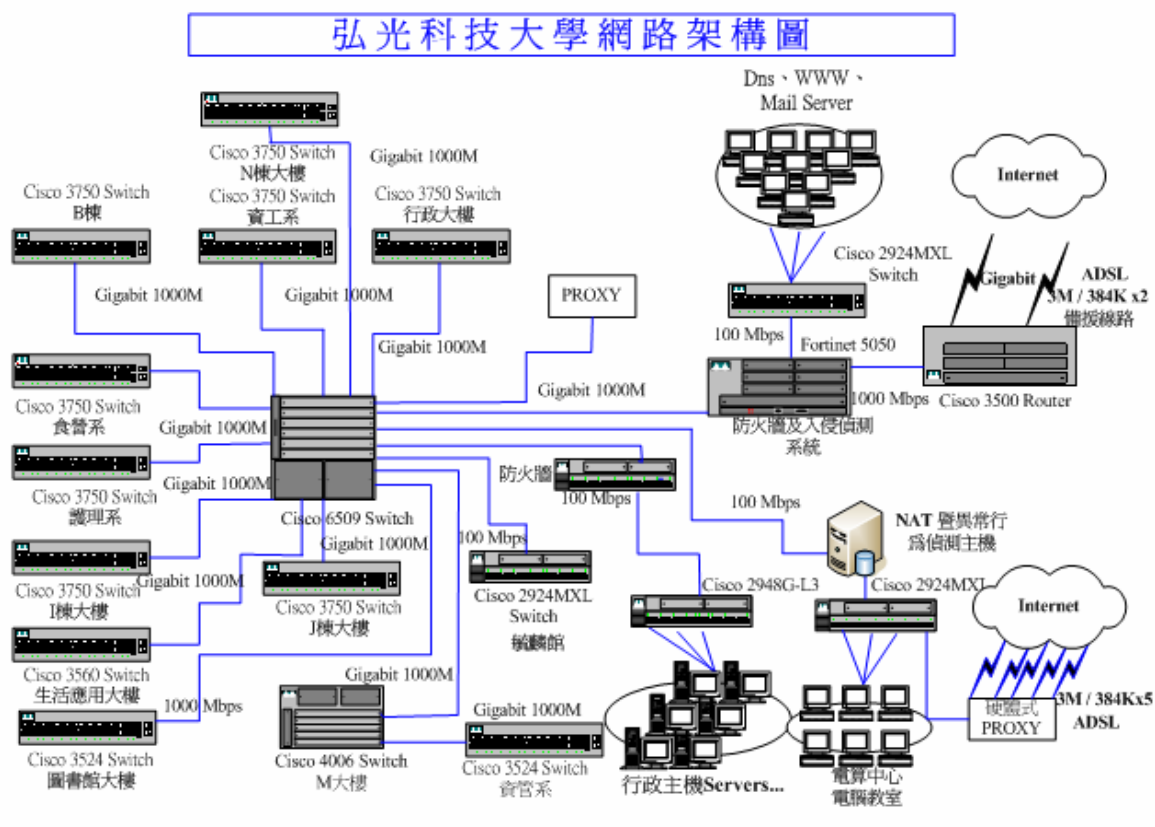 弘光科技大學網路架構圖
Dns、WWW、
Mail Server
Cisco 3750 Switch
N棟大樓
Gigabit 1000M
Cisco 3750 Switch
B棟
Cisco 3750 Switch
資工系
Cisco 3750 Switch
行政大樓
Internet
Cisco 2924MXL
Switch
Gigabit
ADSL
3M / 384K x2
備援線路
Gigabit 1000M
Gigabit 1000M
PROXY
100 Mbps
Fortinet 5050
Gigabit 1000M
Gigabit 1000M
1000 Mbps
Cisco 3500 Router
防火牆及入侵偵測
系統
Cisco 3750 Switch
食營系
Gigabit 1000M
防火牆
100 Mbps
Cisco 3750 Switch
護理系
Gigabit 1000M
Cisco 6509 Switch
100 Mbps
NAT 暨異常行
為偵測主機
Gigabit 1000M
100 Mbps
Cisco 3750 Switch
I棟大樓
Gigabit 1000M
Cisco 3750 Switch
J棟大樓
Cisco 2924MXL
Switch
毓麟館
Cisco 2948G-L3
Cisco 2924MXL
Internet
Cisco 3560 Switch
生活應用大樓
Gigabit 1000M
1000 Mbps
Gigabit 1000M
硬體式
PROXY
3M / 384Kx5
ADSL
Cisco 3524 Switch
圖書館大樓
Cisco 4006 Switch
M大樓
Cisco 3524 Switch
資管系
行政主機Servers...
電算中心
電腦教室